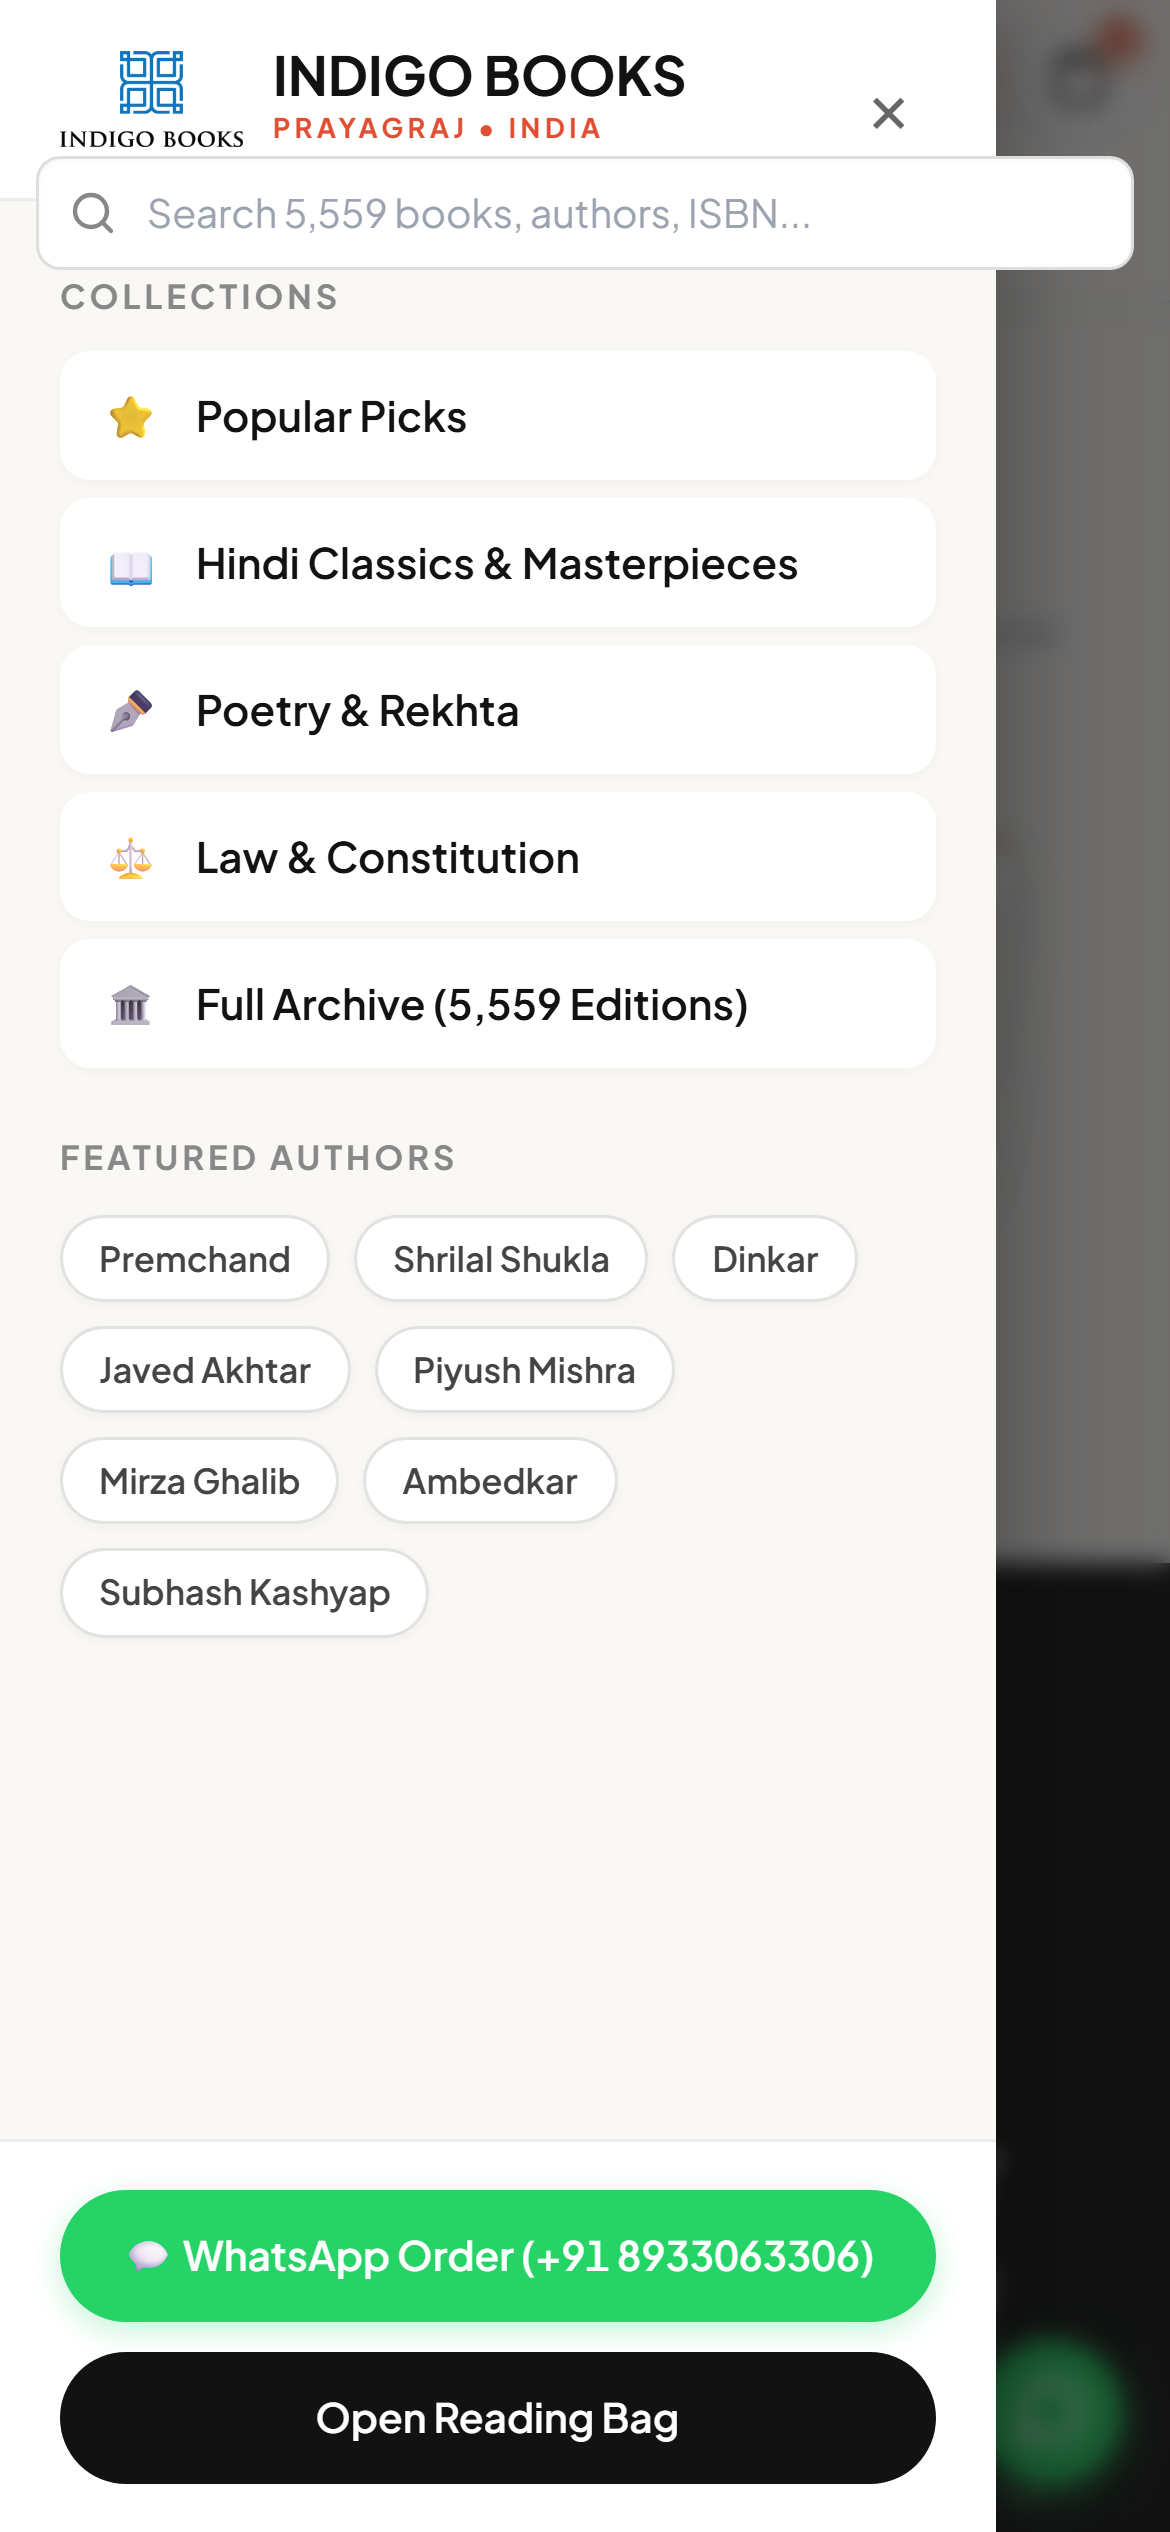 INDIGO BOOKS
INDIGO BOOKS
PRAYAGRAJ • INDIA
Search 5,559 books, authors, ISBN...
COLLECTIONS
Popular Picks
Hindi Classics & Masterpieces
Poetry & Rekhta
Law & Constitution
Full Archive (5,559 Editions)
FEATURED AUTHORS
Premchand Shrilal Shukla Dinkar
Javed Akhtar Piyush Mishra
Mirza Ghalib Ambedkar
Subhash Kashyap
WhatsApp Order (+91 8933063306)
Open Reading Bag